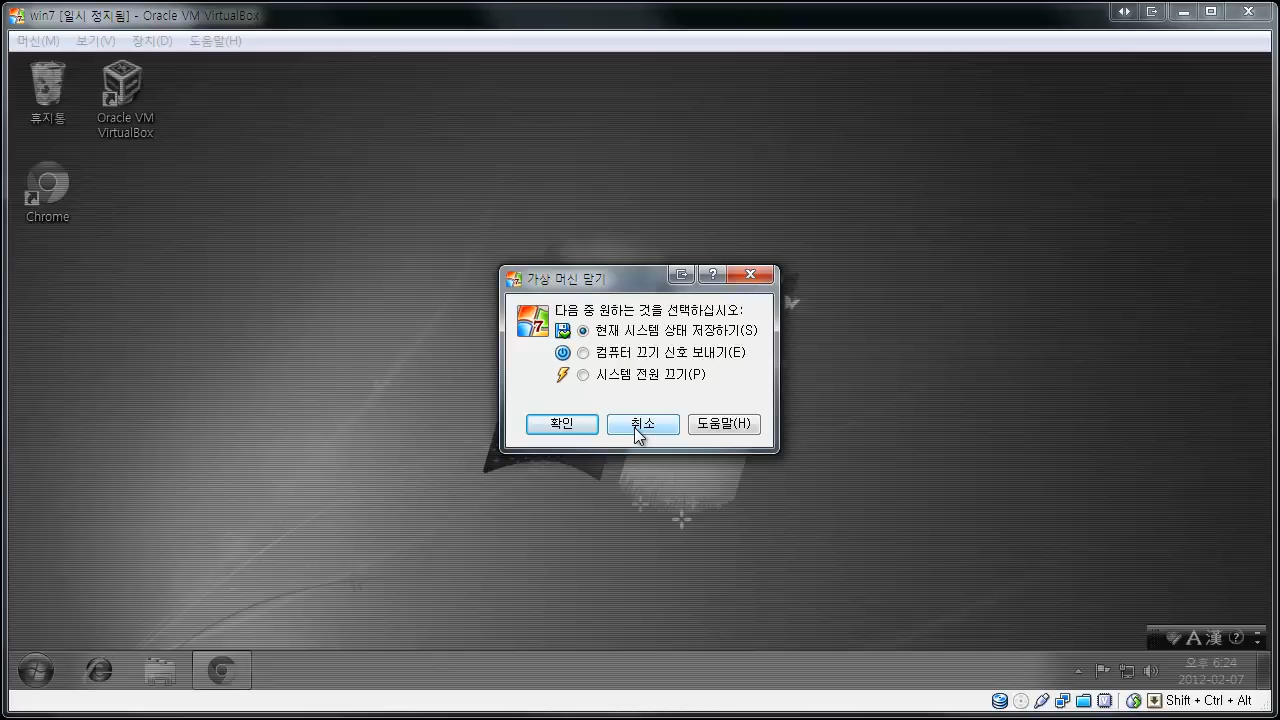 win7 [일시 정지됨] - Oracle VM VirtualBox
머신(M) 보기(V) 장치(D) 도움말(H)
휴지통
Oracle VM
VirtualBox
Chrome
가상 머신 닫기
다음 중 원하는 것을 선택하십시오:
현재 시스템 상태 저장하기(S)
컴퓨터 끄기 신호 보내기(E)
시스템 전원 끄기(P)
확인 취소 도움말(H)
A 漢
오후 6:24
2012-02-07
Shift + Ctrl + Alt